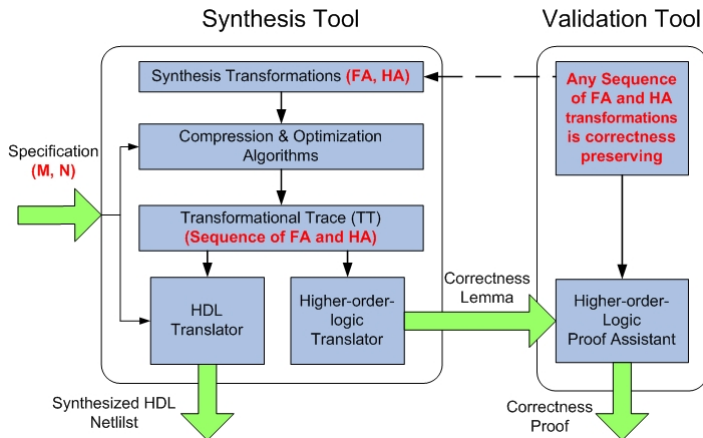 Synthesis Tool
Validation Tool
Synthesis Transformations (FA, HA)
Any Sequence
of FA and HA
transformations
is correctness
preserving
Compression & Optimization
Algorithms
Specification
(M, N)
Transformational Trace (TT)
(Sequence of FA and HA)
Correctness
Lemma
HDL
Translator
Higher-order-
logic
Translator
Higher-order-
Logic
Proof Assistant
Synthesized HDL
Netlilst
Correctness
Proof